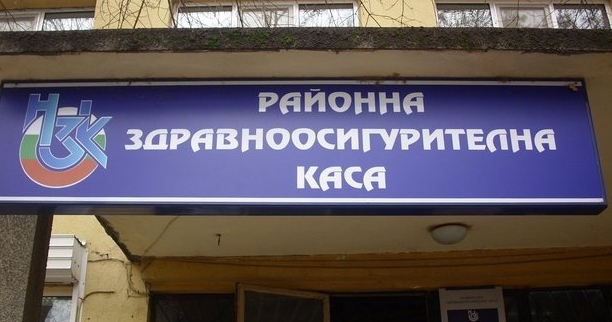 НЗОК
РАЙОННА
ЗДРАВНООСИГУРИТЕЛНА
КАСА